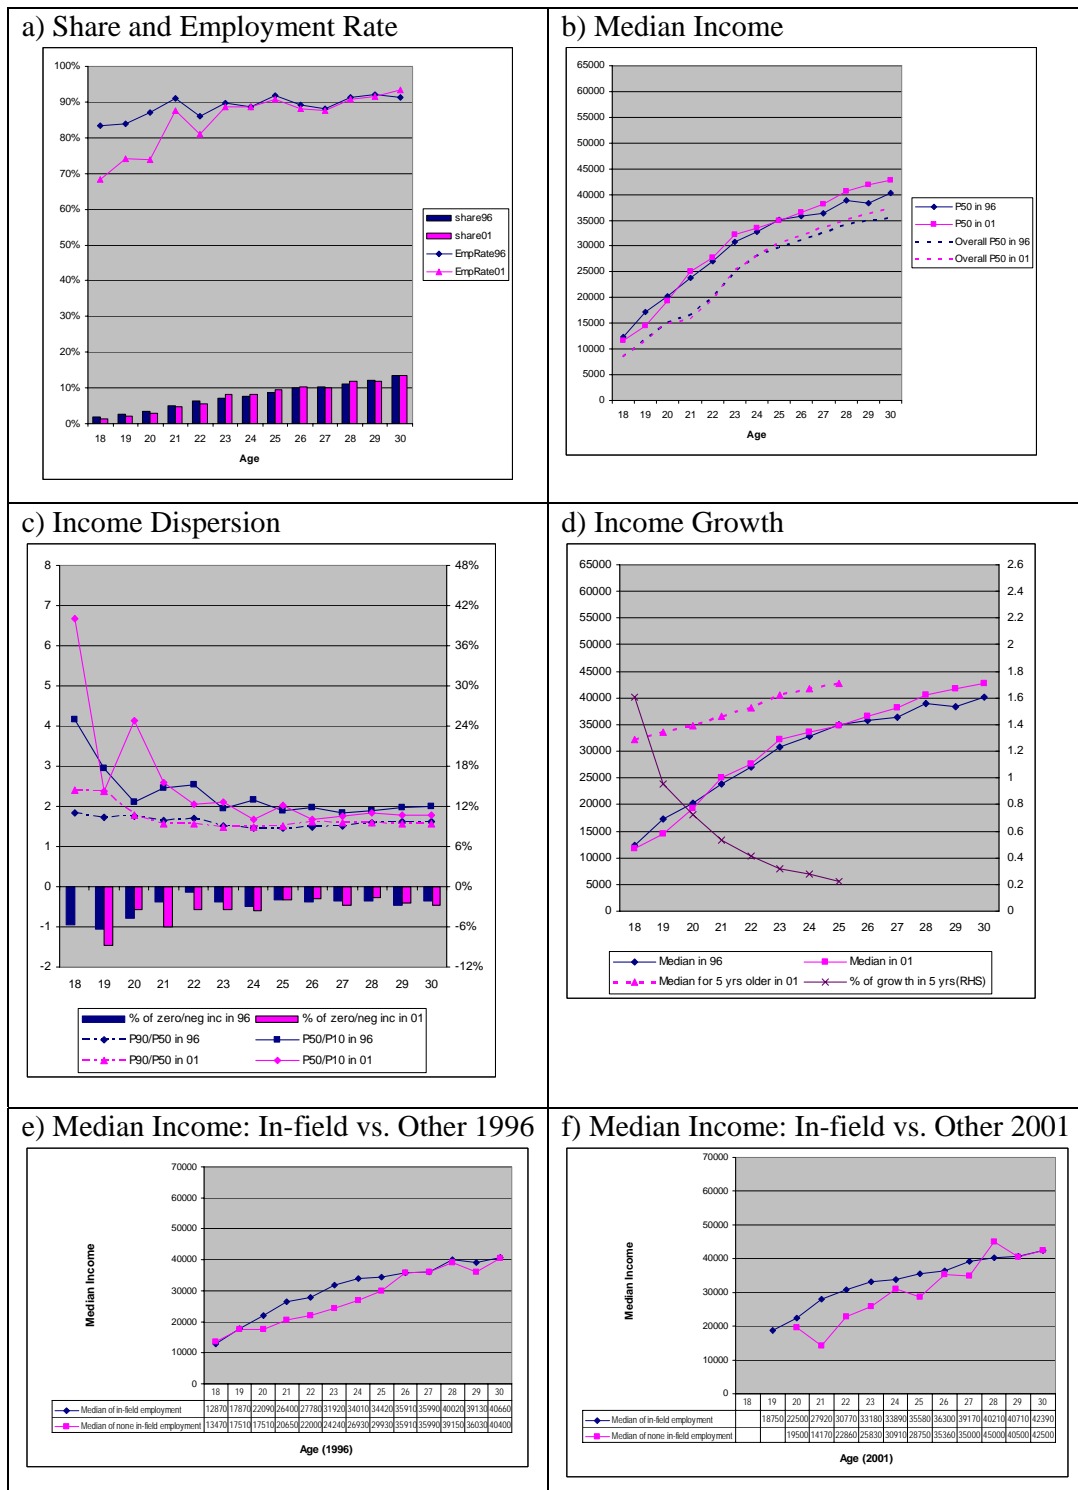 a) Share and Employment Rate
100%
90%
80%
70%
60%
50%
40%
30%
20%
10%
0%
18 19 20 21 22 23 24 25 26 27 28 29 30
Age
share96
share01
EmpRate96
EmpRate01
b) Median Income
65000
60000
55000
50000
45000
40000
35000
30000
25000
20000
15000
10000
5000
0
18 19 20 21 22 23 24 25 26 27 28 29 30
Age
P50 in 96
P50 in 01
Overall P50 in 96
Overall P50 in 01
c) Income Dispersion
8 48%
7 42%
6 36%
5 30%
4 24%
3 18%
2 12%
1 6%
0 0%
-1 -6%
-2 -12%
18 19 20 21 22 23 24 25 26 27 28 29 30
% of zero/neg inc in 96 % of zero/neg inc in 01
P90/P50 in 96 P50/P10 in 96
P90/P50 in 01 P50/P10 in 01
d) Income Growth
65000 2.6
60000 2.4
55000 2.2
50000 2
45000 1.8
40000 1.6
35000 1.4
30000 1.2
25000 1
20000 0.8
15000 0.6
10000 0.4
5000 0.2
0 0
18 19 20 21 22 23 24 25 26 27 28 29 30
Median in 96 Median in 01
Median for 5 yrs older in 01 % of growth in 5 yrs(RHS)
e) Median Income: In-field vs. Other 1996
Median Income
70000
60000
50000
40000
30000
20000
10000
0
18 19 20 21 22 23 24 25 26 27 28 29 30
Median of in-field employment 12870 17870 22090 26400 27780 31920 34010 34420 35910 35990 40020 39130 40660
Median of none in-field employment 13470 17510 17510 20650 22000 24240 26930 29930 35910 35990 39150 36030 40400
Age (1996)
f) Median Income: In-field vs. Other 2001
Median Income
70000
60000
50000
40000
30000
20000
10000
0
18 19 20 21 22 23 24 25 26 27 28 29 30
Median of in-field employment 18750 22500 27920 30770 33180 33890 35580 36300 39170 40210 40710 42390
Median of none in-field employment 19500 14170 22860 25830 30910 28750 35360 35000 45000 40500 42500
Age (2001)